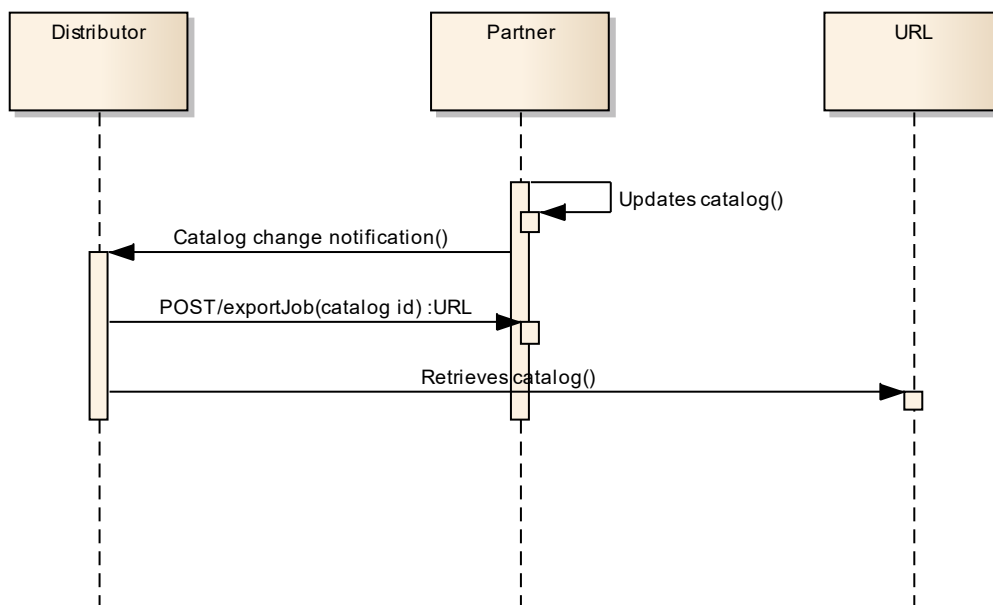 Distributor
Partner
URL
Updates catalog()
Catalog change notification()
POST/exportJob(catalog id) :URL
Retrieves catalog()